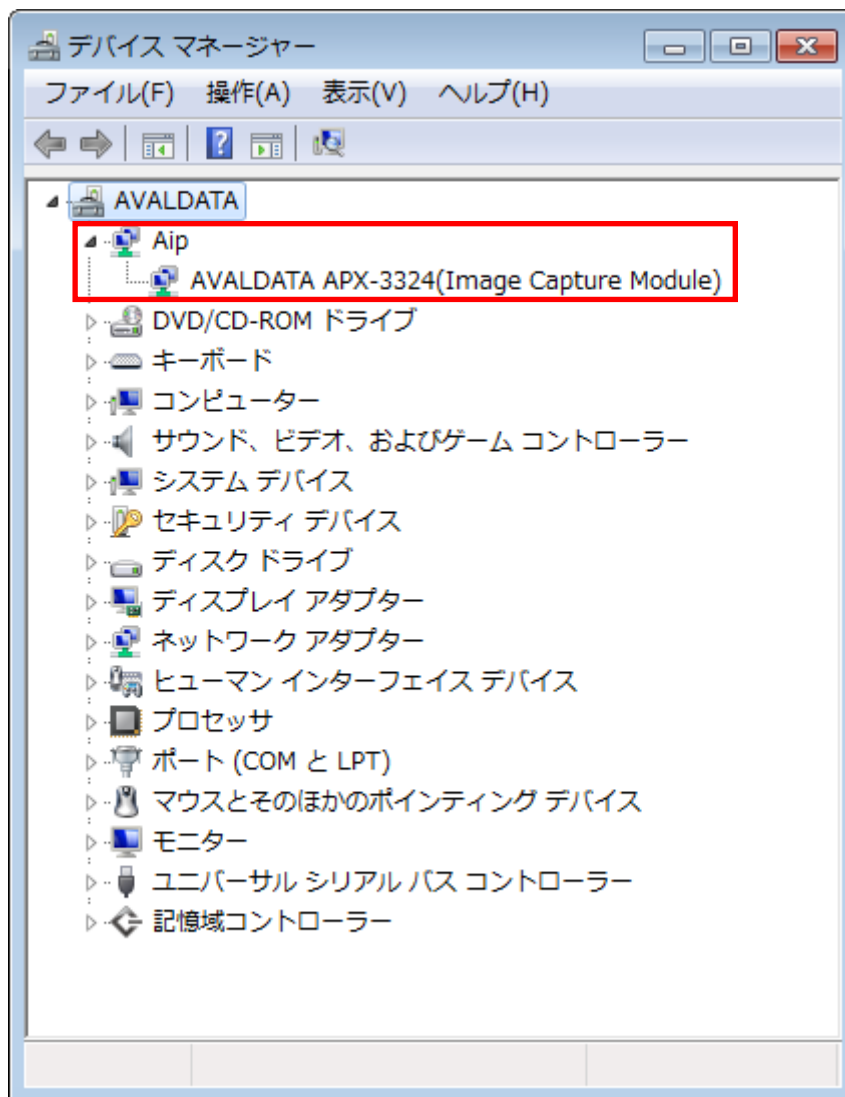 デバイス マネージャー
ファイル(F) 操作(A) 表示(V) ヘルプ(H)
?
AVALDATA
Aip
AVALDATA APX-3324(Image Capture Module)
DVD/CD-ROM ドライブ
キーボード
コンピューター
サウンド、ビデオ、およびゲーム コントローラー
システム デバイス
セキュリティ デバイス
ディスク ドライブ
ディスプレイ アダプター
ネットワーク アダプター
ヒューマン インターフェイス デバイス
プロセッサ
ポート (COM と LPT)
マウスとそのほかのポインティング デバイス
モニター
ユニバーサル シリアル バス コントローラー
記憶域コントローラー